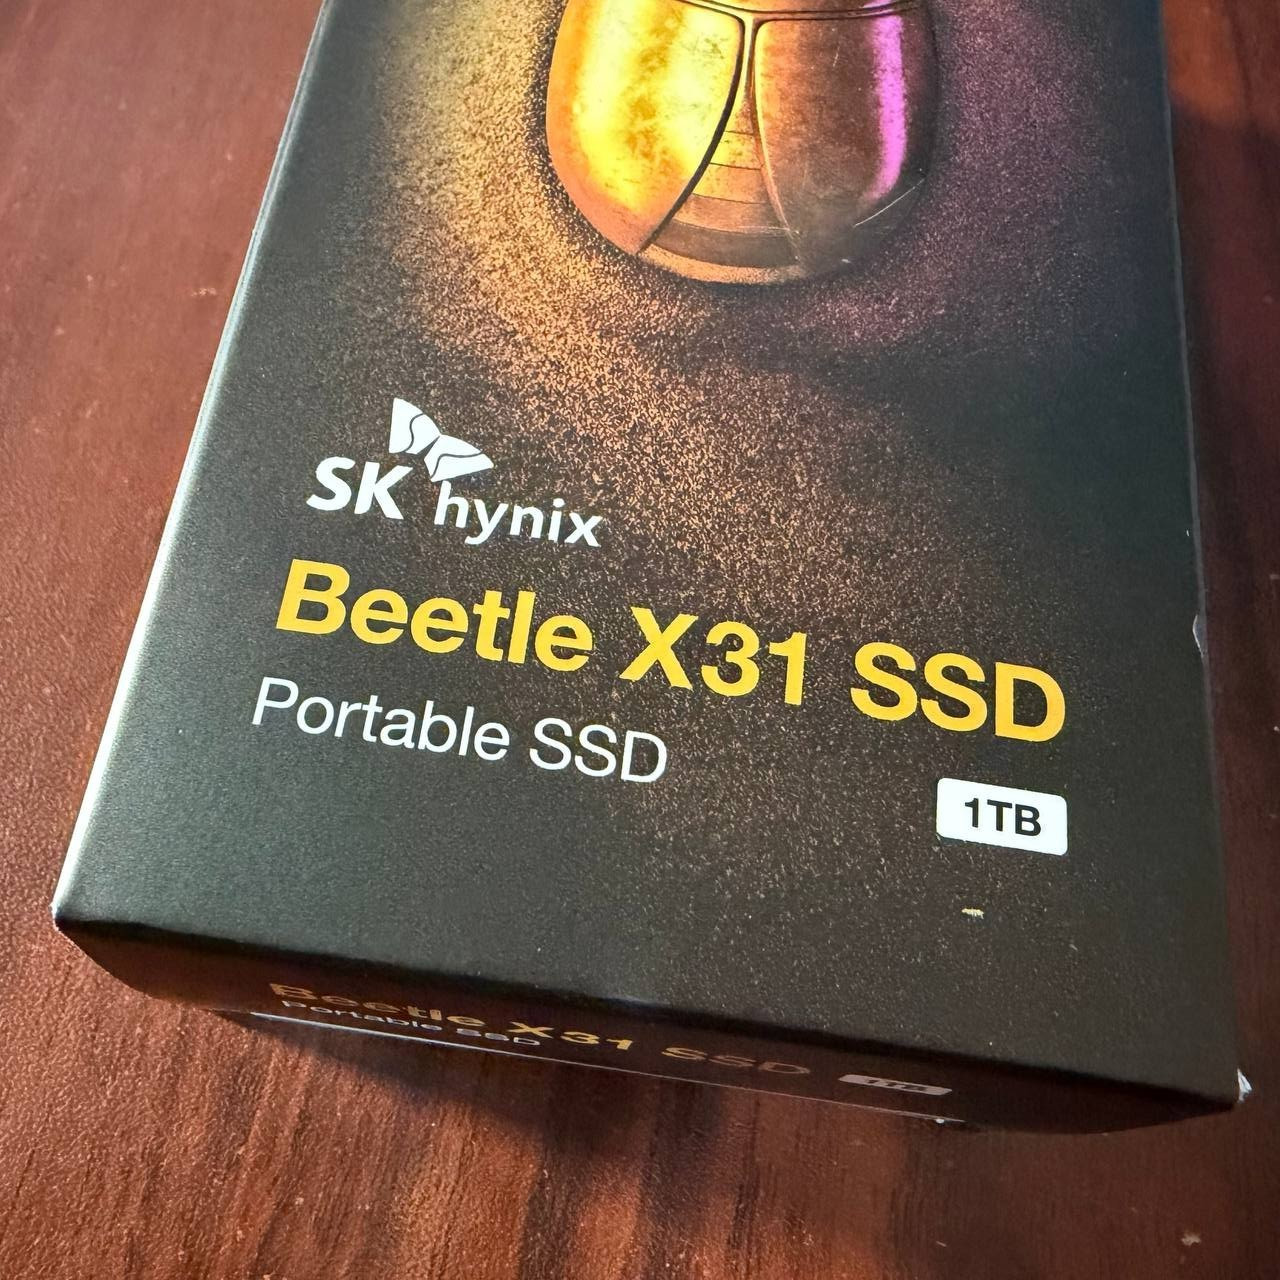 SK hynix
Beetle X31 SSD
Portable SSD
1TB
Beetle X31 SSD
Portable SSD
1TB